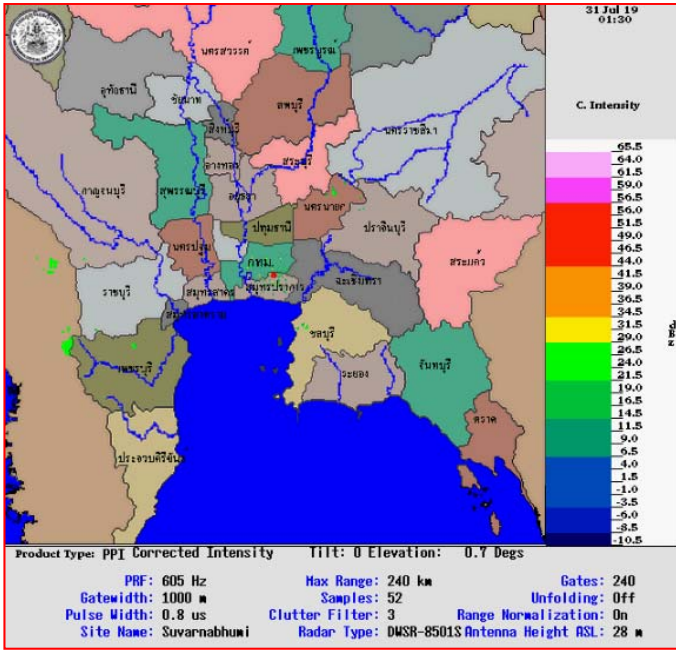 31 Jul 19
01:30
C. Intensity
นครสวรรค์
เพชรบูรณ์
อุทัยธานี
ชัยนาท
ลพบุรี
นครราชสีมา
สิงห์บุรี
สระบุรี
อ่างทอง
กาญจนบุรี
สุพรรณบุรี
อยุธยา
นครนายก
ปราจีนบุรี
ปทุมธานี
นครปฐม
กทม.
สระแก้ว
ฉะเชิงเทรา
ราชบุรี
สมุทรสาคร
สมุทรปราการ
ชลบุรี
เพชรบุรี
ระยอง
จันทบุรี
ตราด
ประจวบคีรีขันธ์
65.5
64.0
61.5
59.0
56.5
56.0
51.5
49.0
46.5
44.0
41.5
39.0
36.5
34.0
31.5
29.0
26.5
24.0
21.5
19.0
16.5
14.5
11.5
9.0
6.5
4.0
1.5
-1.0
-3.5
-6.0
-8.5
-10.5
Product Type: PPI Corrected Intensity Tilt: 0 Elevation: 0.7 Degs
PRF: 605 Hz Max Range: 240 km Gates: 240
Gatewidth: 1000 m Samples: 52 Unfolding: Off
Pulse Width: 0.8 us Clutter Filter: 3 Range Normalization: On
Site Name: Suvarnabhumi Radar Type: DWSR-8501S Antenna Height ASL: 28 m